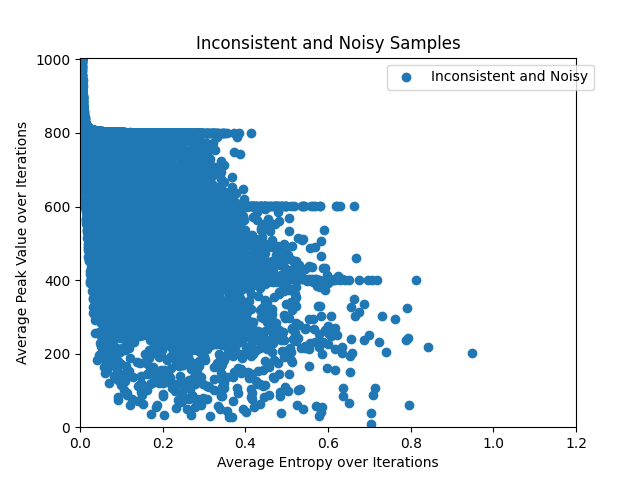 Inconsistent and Noisy Samples
Inconsistent and Noisy
Average Peak Value over Iterations
1000
800
600
400
200
0
0.0 0.2 0.4 0.6 0.8 1.0 1.2
Average Entropy over Iterations